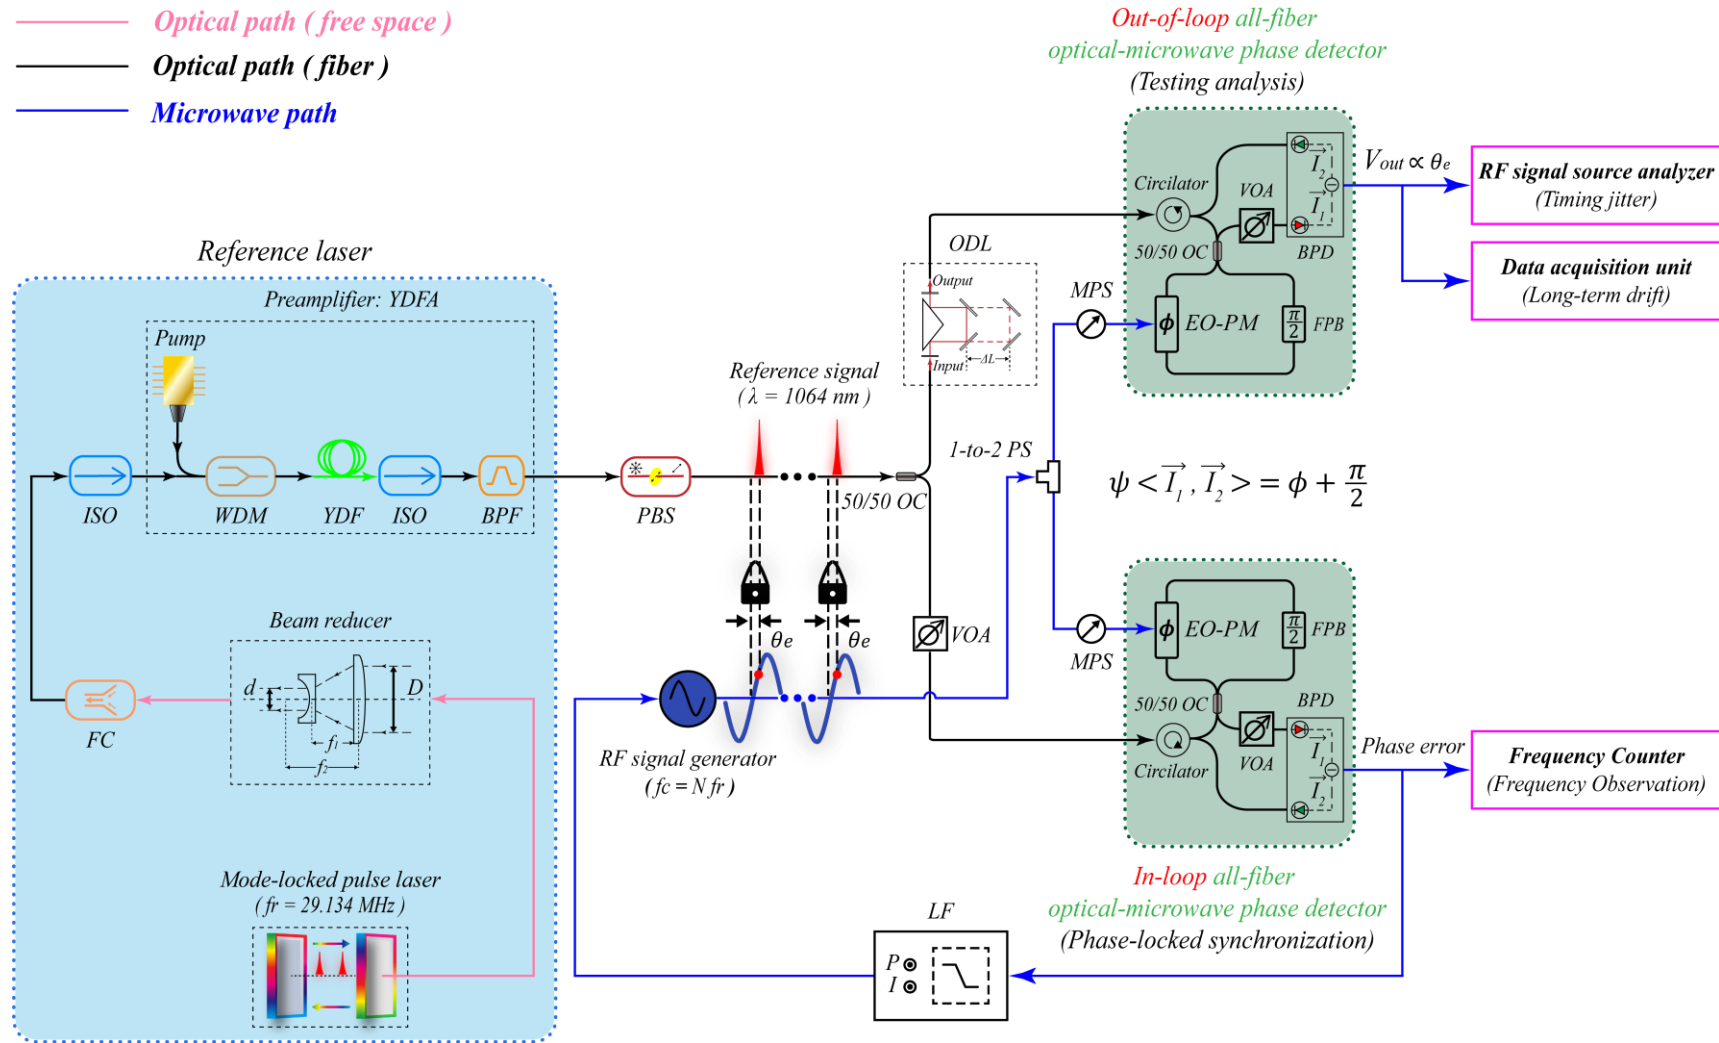 Optical path ( free space )
Optical path ( fiber )
Microwave path
Out-of-loop all-fiber
optical-microwave phase detector
(Testing analysis)
Circilator
VOA
I2
I1
50/50 OC
BPD
MPS
ϕ
EO-PM
π/2
FPB
Vout ∝ θe
RF signal source analyzer
(Timing jitter)
Data acquisition unit
(Long-term drift)
Reference laser
Preamplifier: YDFA
Pump
ISO
WDM
YDF
ISO
BPF
PBS
Reference signal
( λ = 1064 nm )
50/50 OC
ODL
Output
Input
ΔL
1-to-2 PS
ψ < I1 , I2 > = ϕ + π/2
θe
θe
VOA
RF signal generator
( fc = N fr )
Beam reducer
d
D
f1
f2
FC
Mode-locked pulse laser
( fr = 29.134 MHz )
MPS
ϕ
EO-PM
π/2
FPB
50/50 OC
BPD
Circilator
VOA
I1
I2
Phase error
Frequency Counter
(Frequency Observation)
In-loop all-fiber
optical-microwave phase detector
(Phase-locked synchronization)
LF
P
I